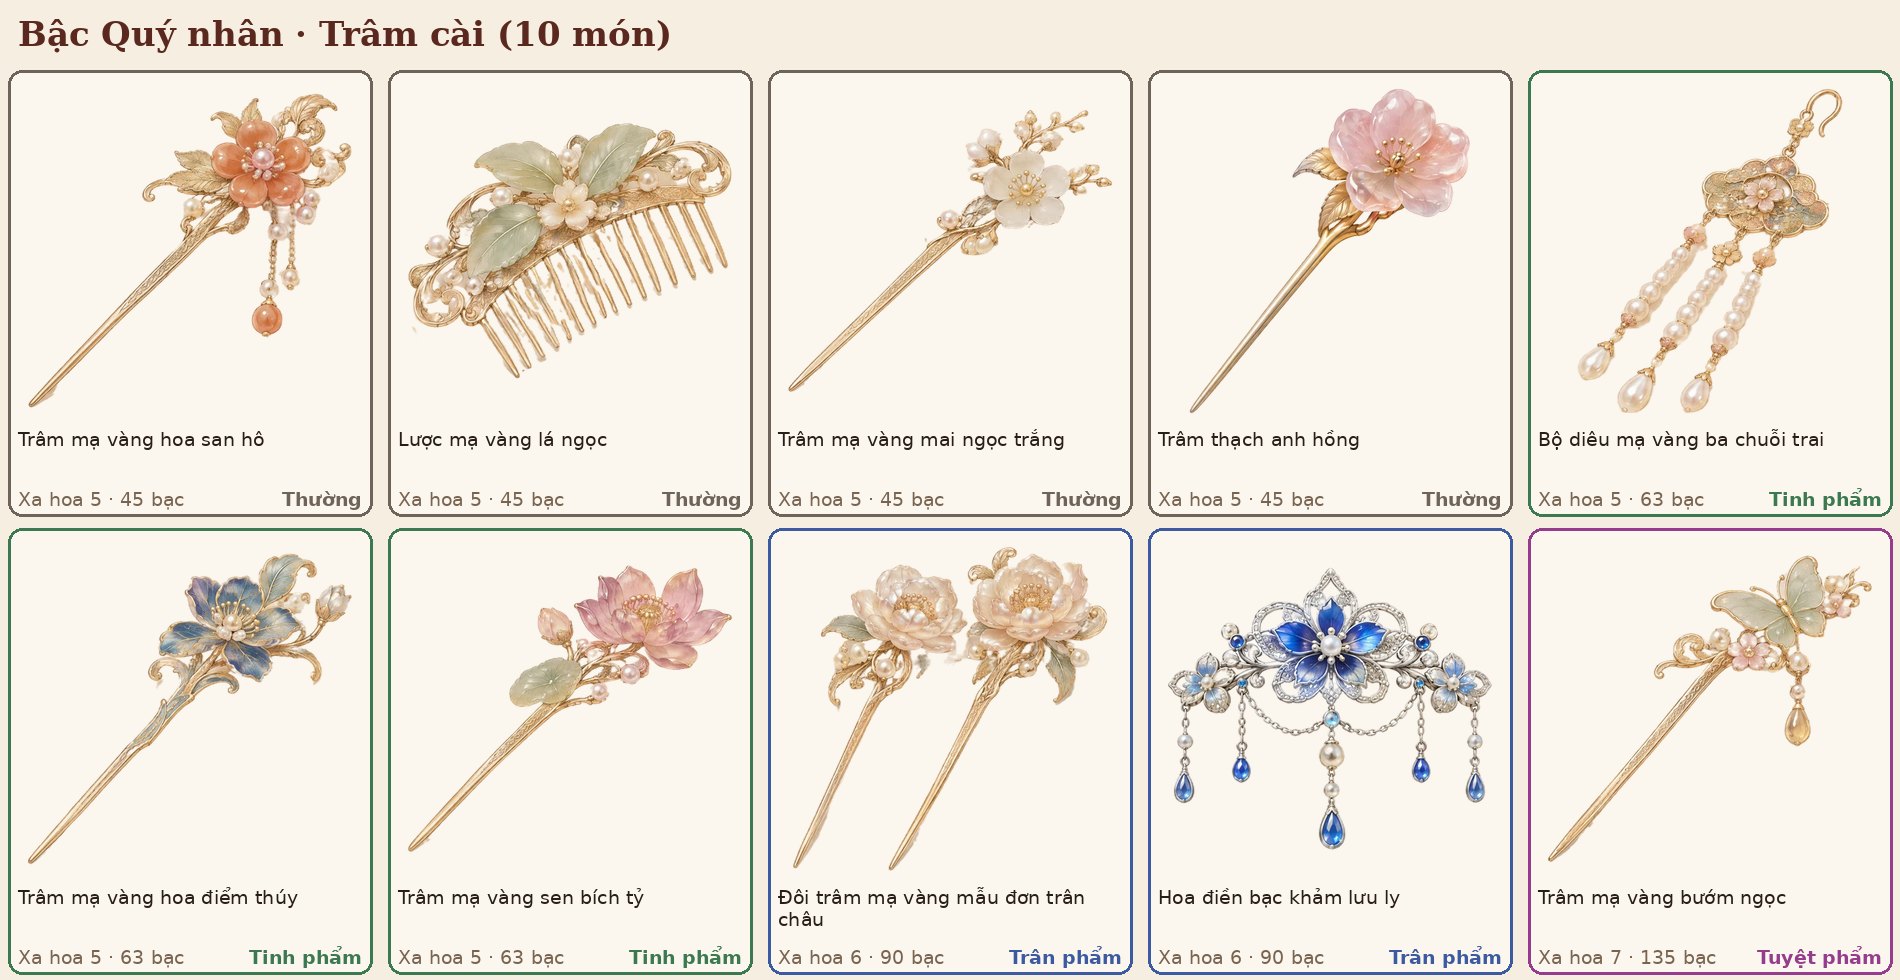 Bậc Quý nhân · Trâm cài (10 món)
Trâm mạ vàng hoa san hô
Xa hoa 5 · 45 bạc
Thường
Lược mạ vàng lá ngọc
Xa hoa 5 · 45 bạc
Thường
Trâm mạ vàng mai ngọc trắng
Xa hoa 5 · 45 bạc
Thường
Trâm thạch anh hồng
Xa hoa 5 · 45 bạc
Thường
Bộ diêu mạ vàng ba chuỗi trai
Xa hoa 5 · 63 bạc
Tinh phẩm
Trâm mạ vàng hoa điểm thúy
Xa hoa 5 · 63 bạc
Tinh phẩm
Trâm mạ vàng sen bích tỷ
Xa hoa 5 · 63 bạc
Tinh phẩm
Đôi trâm mạ vàng mẫu đơn trân
châu
Xa hoa 6 · 90 bạc
Trân phẩm
Hoa điền bạc khảm lưu ly
Xa hoa 6 · 90 bạc
Trân phẩm
Trâm mạ vàng bướm ngọc
Xa hoa 7 · 135 bạc
Tuyệt phẩm